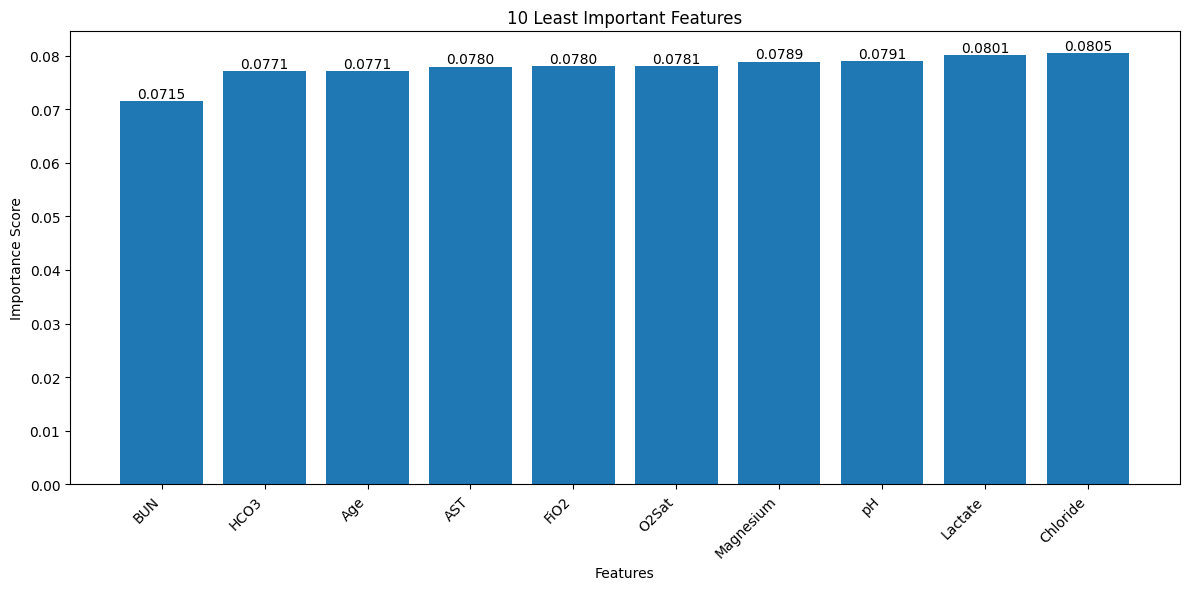 10 Least Important Features
Importance Score
0.08
0.07
0.06
0.05
0.04
0.03
0.02
0.01
0.00
0.0715
0.0771
0.0771
0.0780
0.0780
0.0781
0.0789
0.0791
0.0801
0.0805
BUN
HCO3
Age
AST
FiO2
O2Sat
Magnesium
pH
Lactate
Chloride
Features